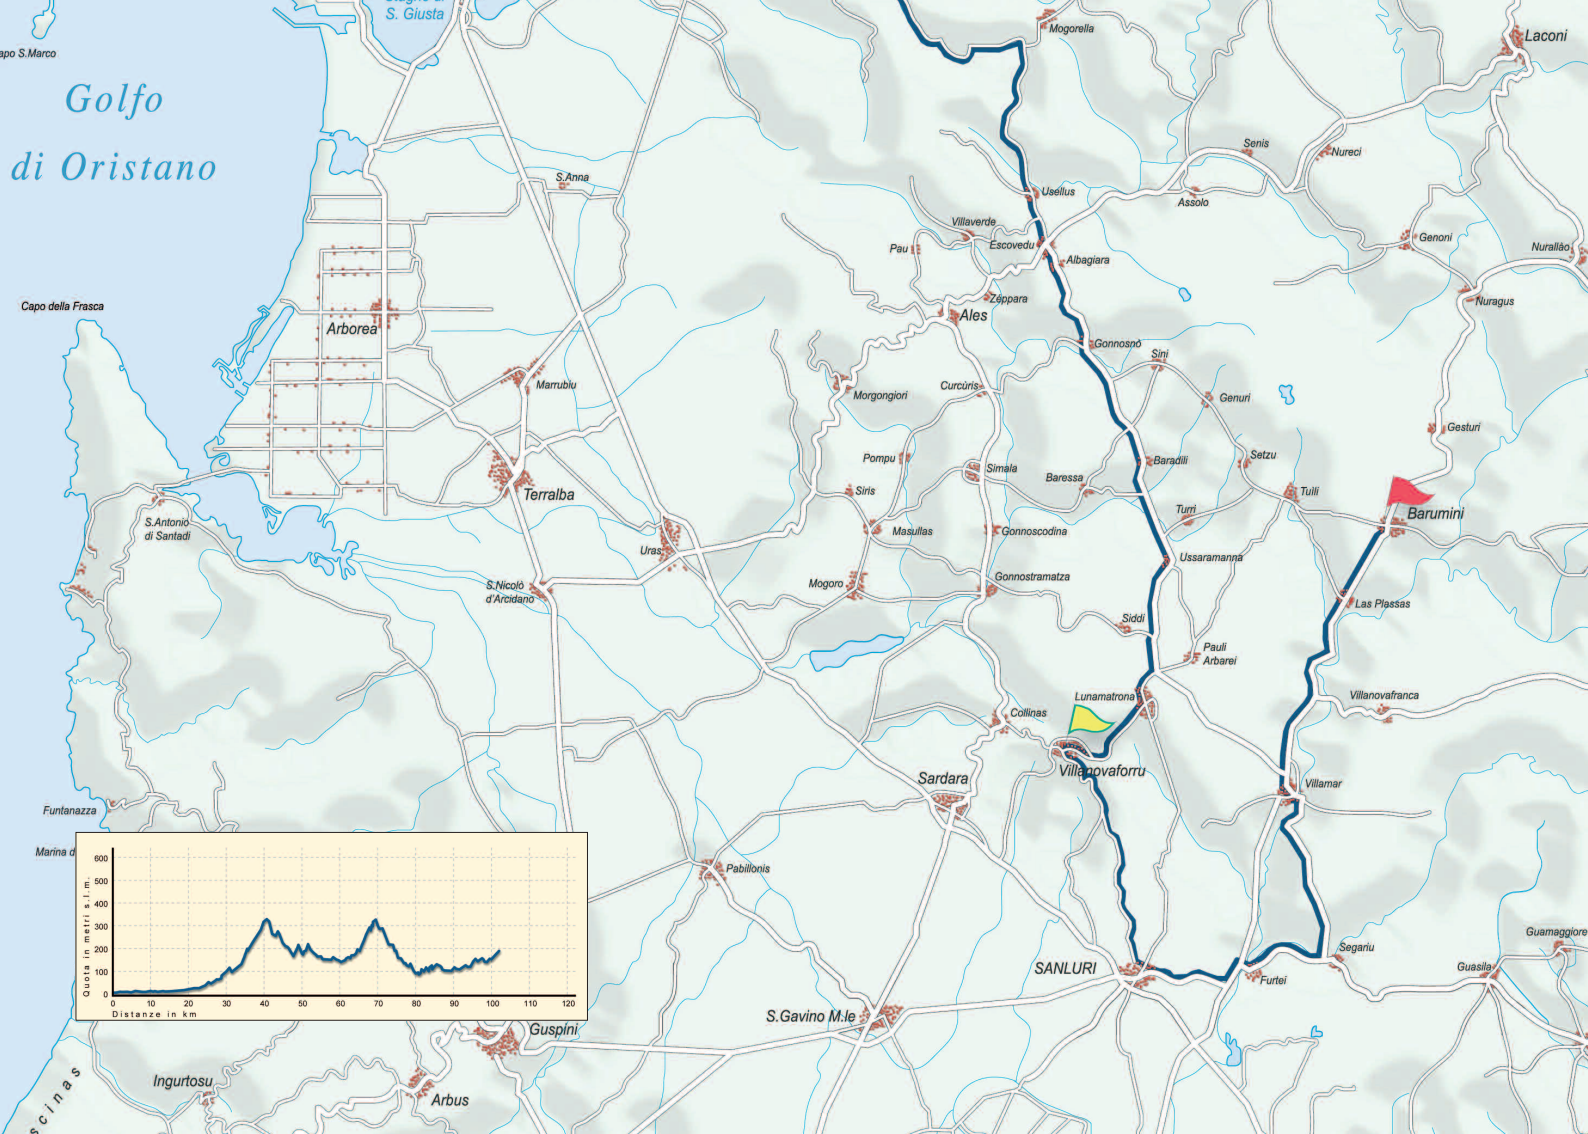 Stagno di
S. Giusta
Capo S.Marco
Mogorella
Laconi
Golfo
di Oristano
Senis
Nureci
S.Anna
Usellus
Assolo
Villaverde
Pau
Escovedu
Albagiara
Genoni
Nurallào
Capo della Frasca
Zéppara
Nuragus
Ales
Arborea
Gonnosnò
Sini
Marrubiu
Morgongiori
Curcùris
Genuri
Gesturi
Pompu
Simala
Baradili
Setzu
Baressa
Siris
Tuili
Terralba
Turri
Barumini
S.Antonio
di Santadi
Masullas
Gonnoscodina
Uras
Ussaramanna
S.Nicolò
d'Arcidano
Mogoro
Gonnostramatza
Las Plassas
Siddi
Pauli
Arbarei
Lunamatrona
Villanovafranca
Collinas
Villanovaforru
Sardara
Villamar
Funtanazza
Marina d
Pabillonis
Quota in metri s.l.m.
600
500
400
300
200
100
0
0 10 20 30 40 50 60 70 80 90 100 110 120
Distanze in km
Guamaggiore
Segariu
SANLURI
Furtei
Guasila
S.Gavino M.le
Guspini
Ingurtosu
Arbus
scinas